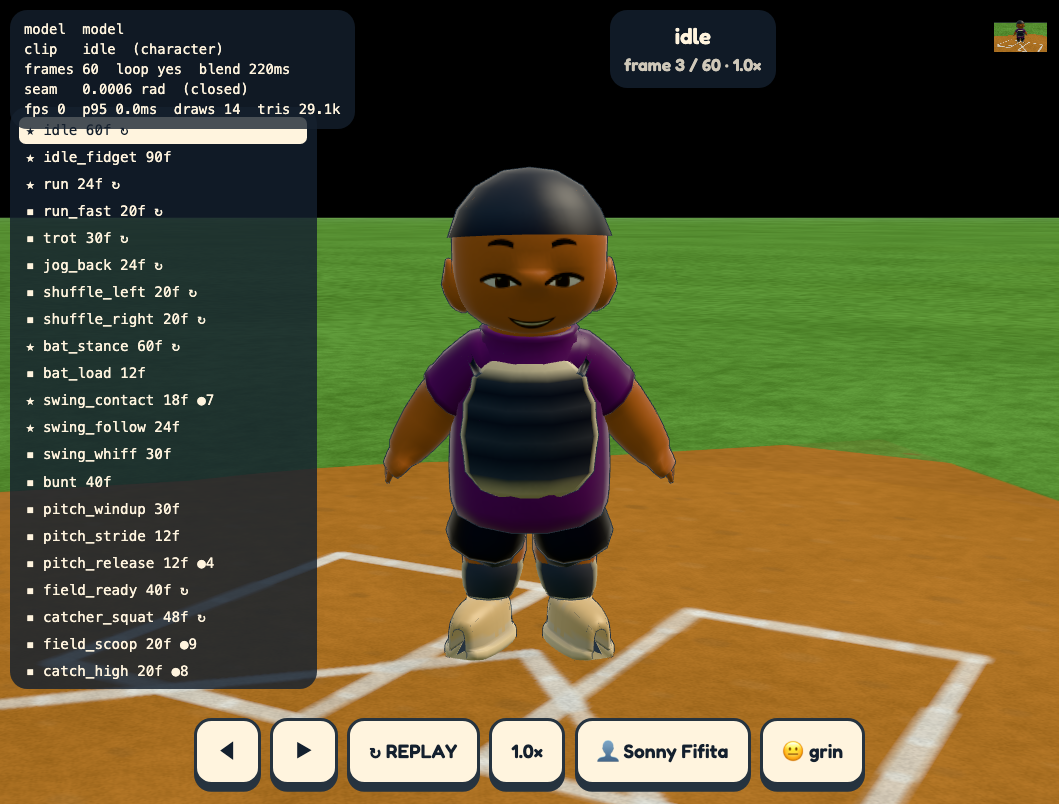 model model
clip idle (character)
frames 60 loop yes blend 220ms
seam 0.0006 rad (closed)
fps 0 p95 0.0ms draws 14 tris 29.1k
★ idle 60f ↻
★ idle_fidget 90f
★ run 24f ↻
▪ run_fast 20f ↻
▪ trot 30f ↻
▪ jog_back 24f ↻
▪ shuffle_left 20f ↻
▪ shuffle_right 20f ↻
★ bat_stance 60f ↻
▪ bat_load 12f
★ swing_contact 18f ●7
★ swing_follow 24f
▪ swing_whiff 30f
▪ bunt 40f
▪ pitch_windup 30f
▪ pitch_stride 12f
▪ pitch_release 12f ●4
▪ field_ready 40f ↻
▪ catcher_squat 48f ↻
▪ field_scoop 20f ●9
▪ catch_high 20f ●8
idle
frame 3 / 60 · 1.0×
◀ ▶ ↻ REPLAY 1.0× 👤 Sonny Fifita 😐 grin